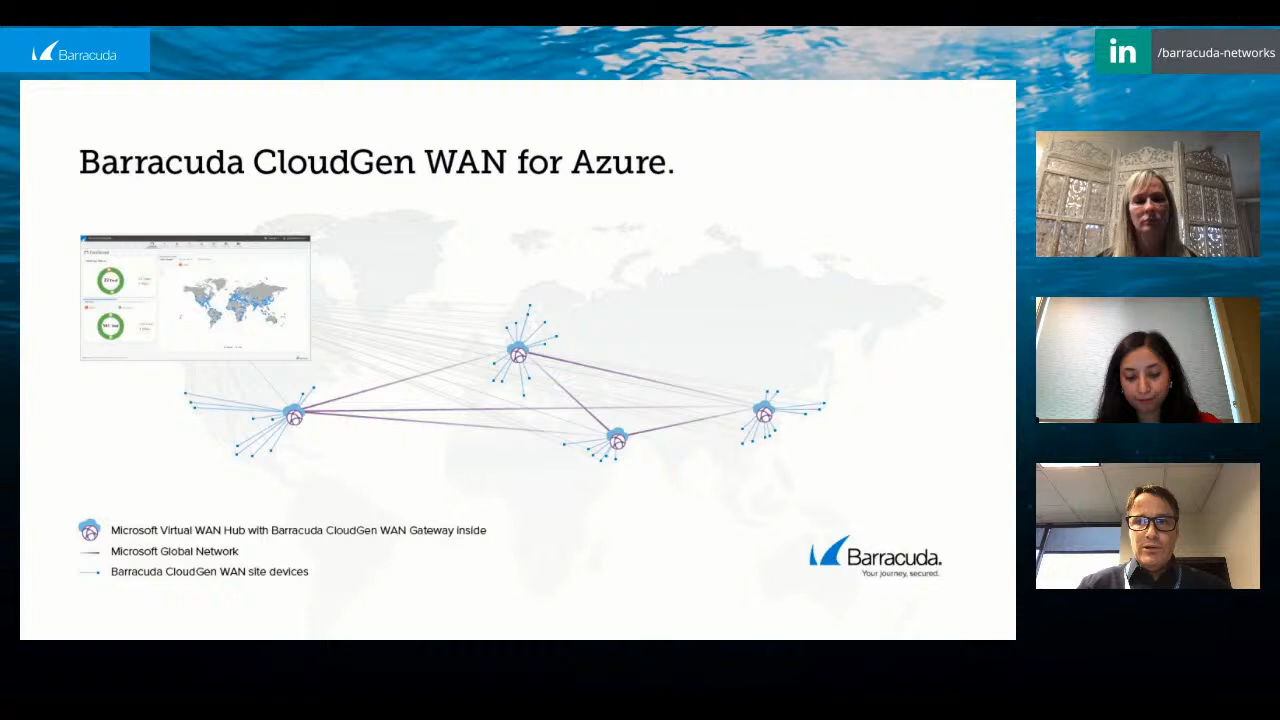 Barracuda
in
/barracuda-networks
Barracuda CloudGen WAN for Azure.
Microsoft Virtual WAN Hub with Barracuda CloudGen WAN Gateway inside
Microsoft Global Network
Barracuda CloudGen WAN site devices
Barracuda.
Your journey, secured.